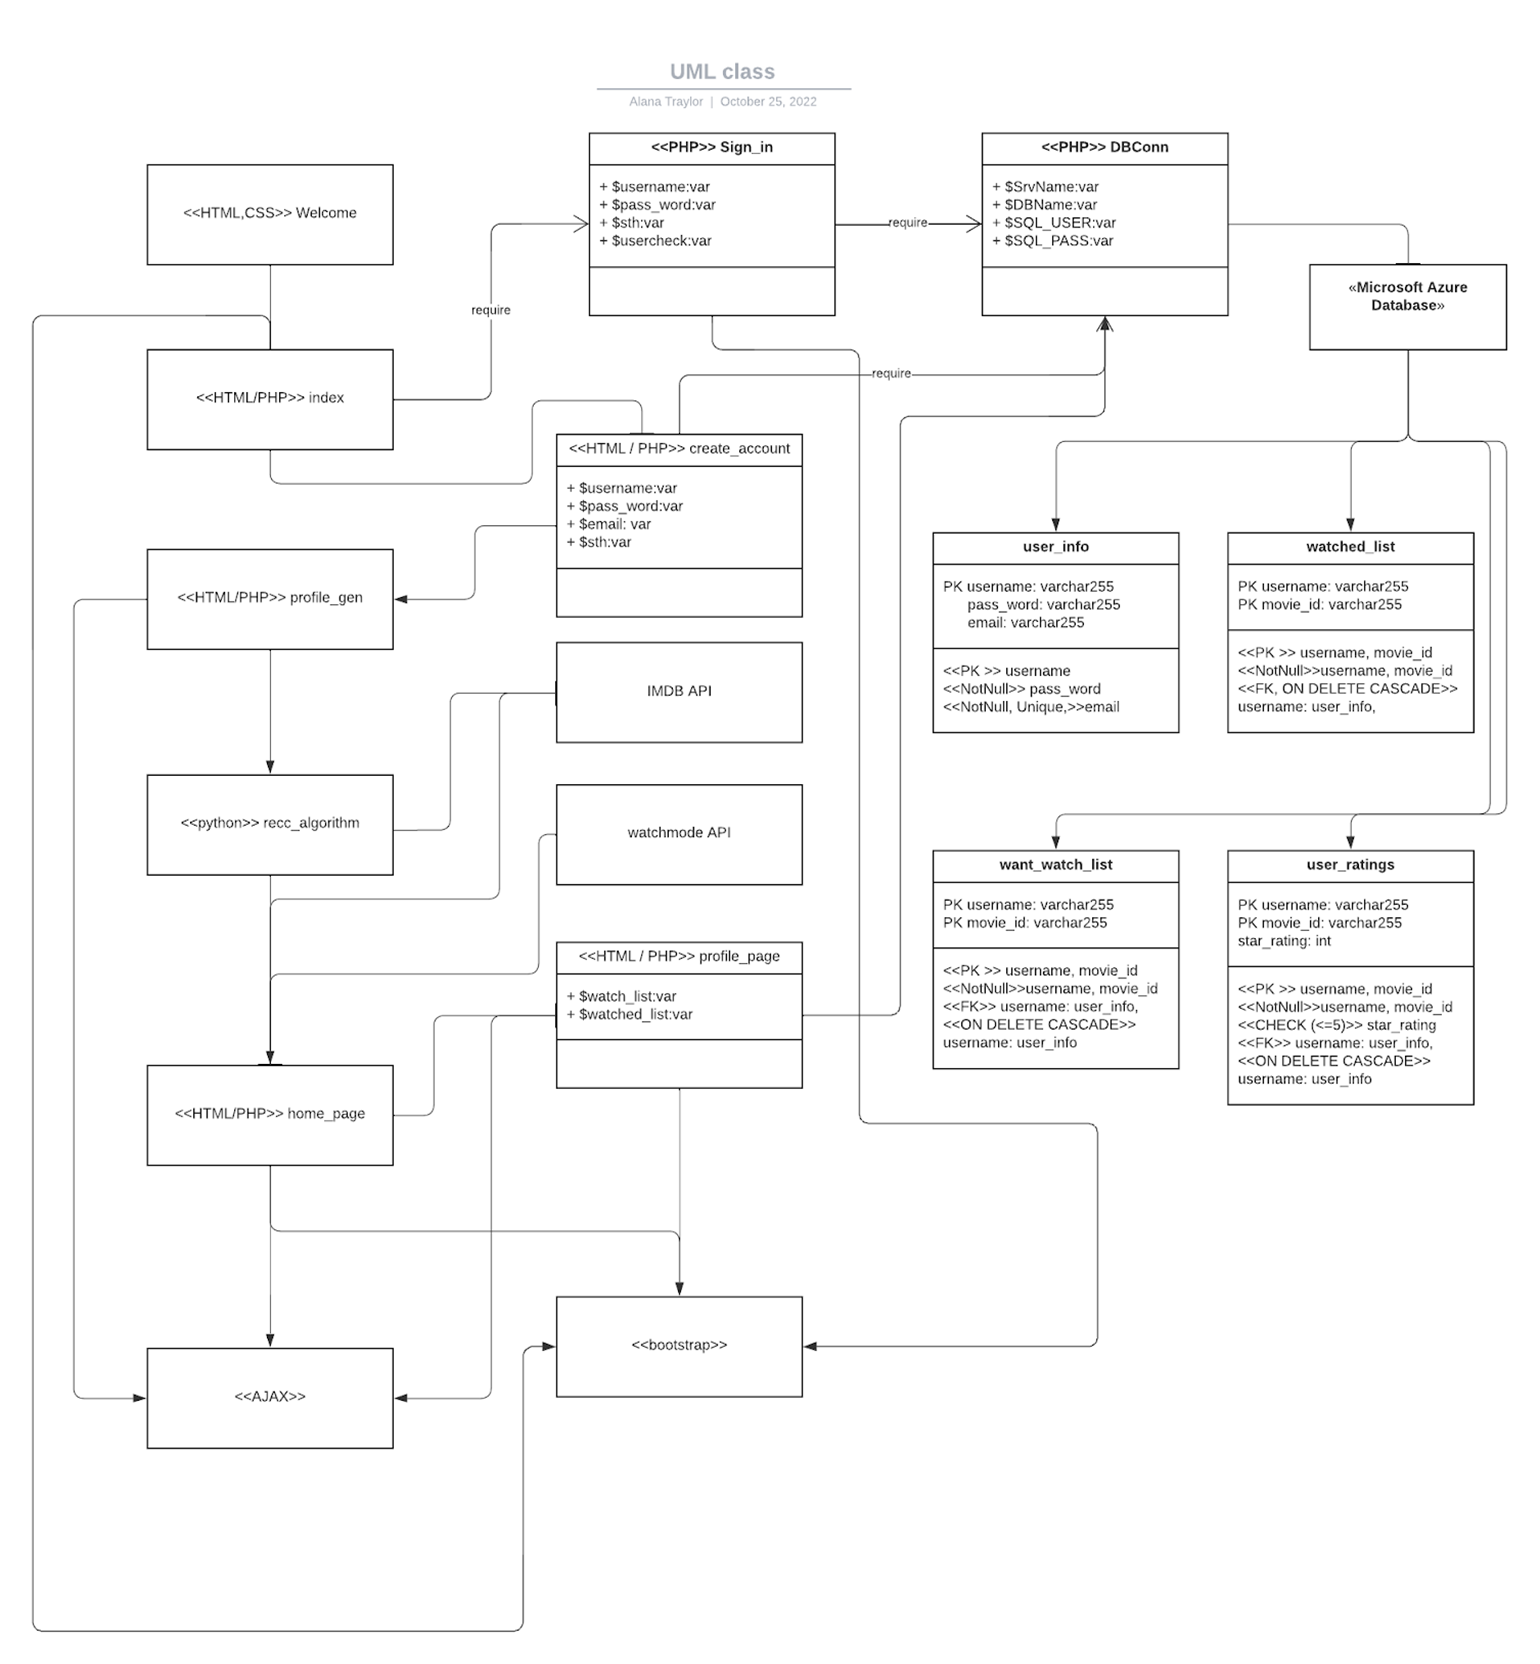 UML class
Alana Traylor | October 25, 2022
<<HTML,CSS>> Welcome
<<PHP>> Sign_in
+ $username:var
+ $pass_word:var
+ $sth:var
+ $usercheck:var
require
<<PHP>> DBConn
+ $SrvName:var
+ $DBName:var
+ $SQL_USER:var
+ $SQL_PASS:var
«Microsoft Azure
Database»
require
<<HTML/PHP>> index
require
<<HTML / PHP>> create_account
+ $username:var
+ $pass_word:var
+ $email: var
+ $sth:var
<<HTML/PHP>> profile_gen
user_info
PK username: varchar255
pass_word: varchar255
email: varchar255
<<PK >> username
<<NotNull>> pass_word
<<NotNull, Unique,>>email
watched_list
PK username: varchar255
PK movie_id: varchar255
<<PK >> username, movie_id
<<NotNull>>username, movie_id
<<FK, ON DELETE CASCADE>>
username: user_info,
IMDB API
<<python>> recc_algorithm
watchmode API
want_watch_list
PK username: varchar255
PK movie_id: varchar255
<<PK >> username, movie_id
<<NotNull>>username, movie_id
<<FK>> username: user_info,
<<ON DELETE CASCADE>>
username: user_info
user_ratings
PK username: varchar255
PK movie_id: varchar255
star_rating: int
<<PK >> username, movie_id
<<NotNull>>username, movie_id
<<CHECK (<=5)>> star_rating
<<FK>> username: user_info,
<<ON DELETE CASCADE>>
username: user_info
<<HTML / PHP>> profile_page
+ $watch_list:var
+ $watched_list:var
<<HTML/PHP>> home_page
<<bootstrap>>
<<AJAX>>